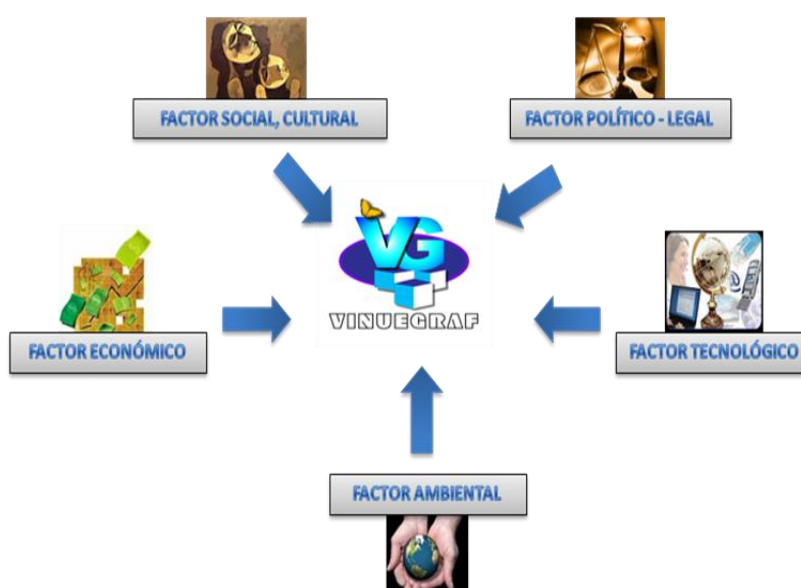 FACTOR SOCIAL, CULTURAL
FACTOR POLÍTICO - LEGAL
VG
VINUEGRAF
FACTOR ECONÓMICO
FACTOR TECNOLÓGICO
FACTOR AMBIENTAL